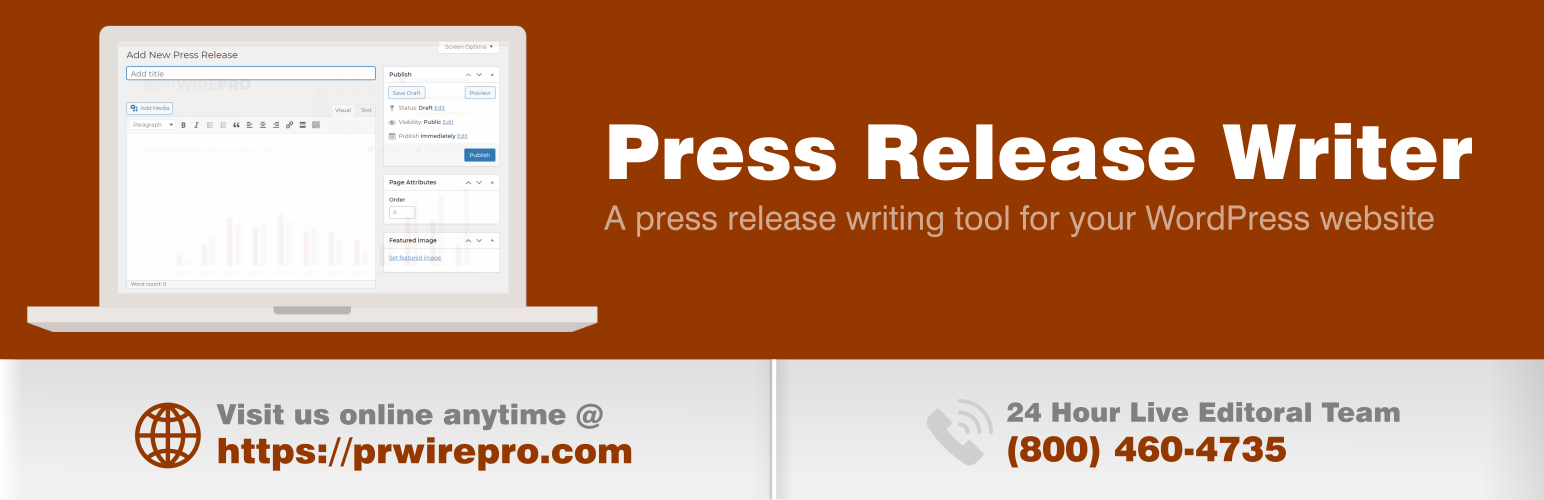 Screen Options ▼
Add New Press Release
Add title
PRWIREPRO
Add Media
Visual Text
Paragraph ▼ B I
Word count: 0
Publish
Save Draft Preview
Status: Draft Edit
Visibility: Public Edit
Publish immediately Edit
Publish
Page Attributes
Order
0
Featured image
Set featured image
Press Release Writer
A press release writing tool for your WordPress website
Visit us online anytime @
https://prwirepro.com
24 Hour Live Editoral Team
(800) 460-4735